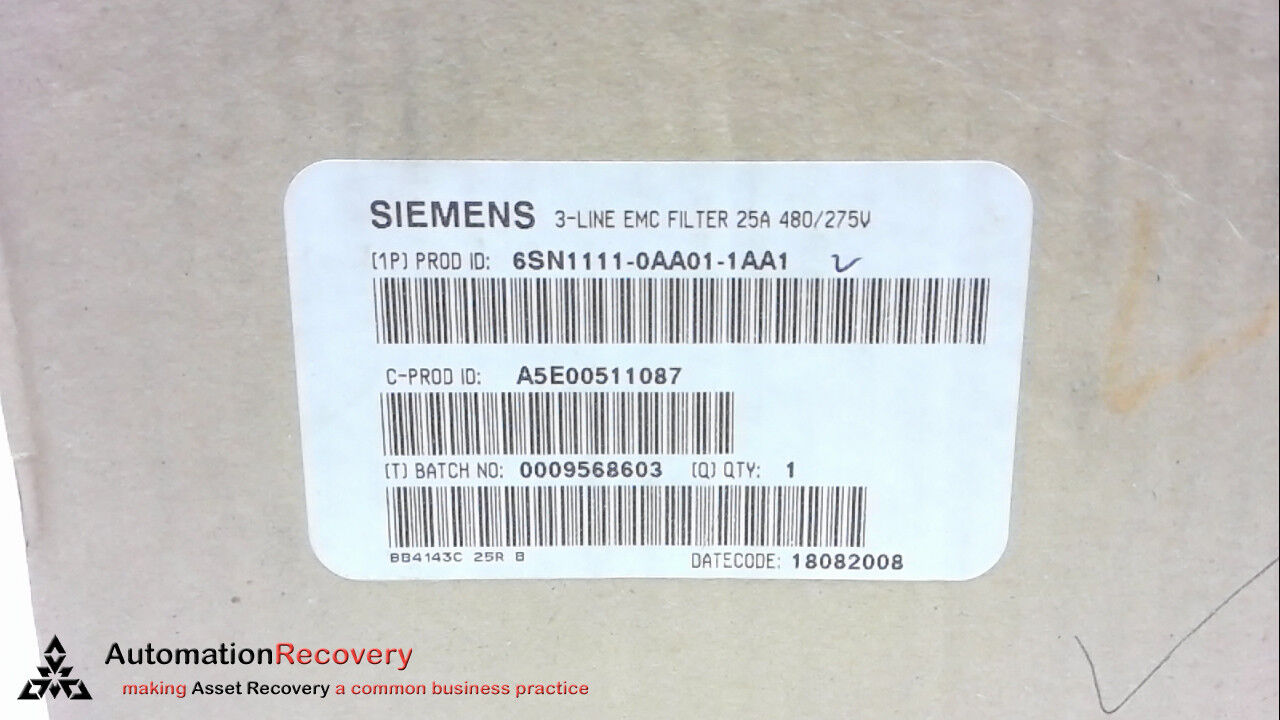 SIEMENS 3-LINE EMC FILTER 25A 480/275V
(1P) PROD ID: 6SN1111-0AA01-1AA1
C-PROD ID: A5E00511087
(T) BATCH NO: 0009568603 (Q) QTY: 1
BB4143C 25R B DATECODE: 18082008
AutomationRecovery
making Asset Recovery a common business practice